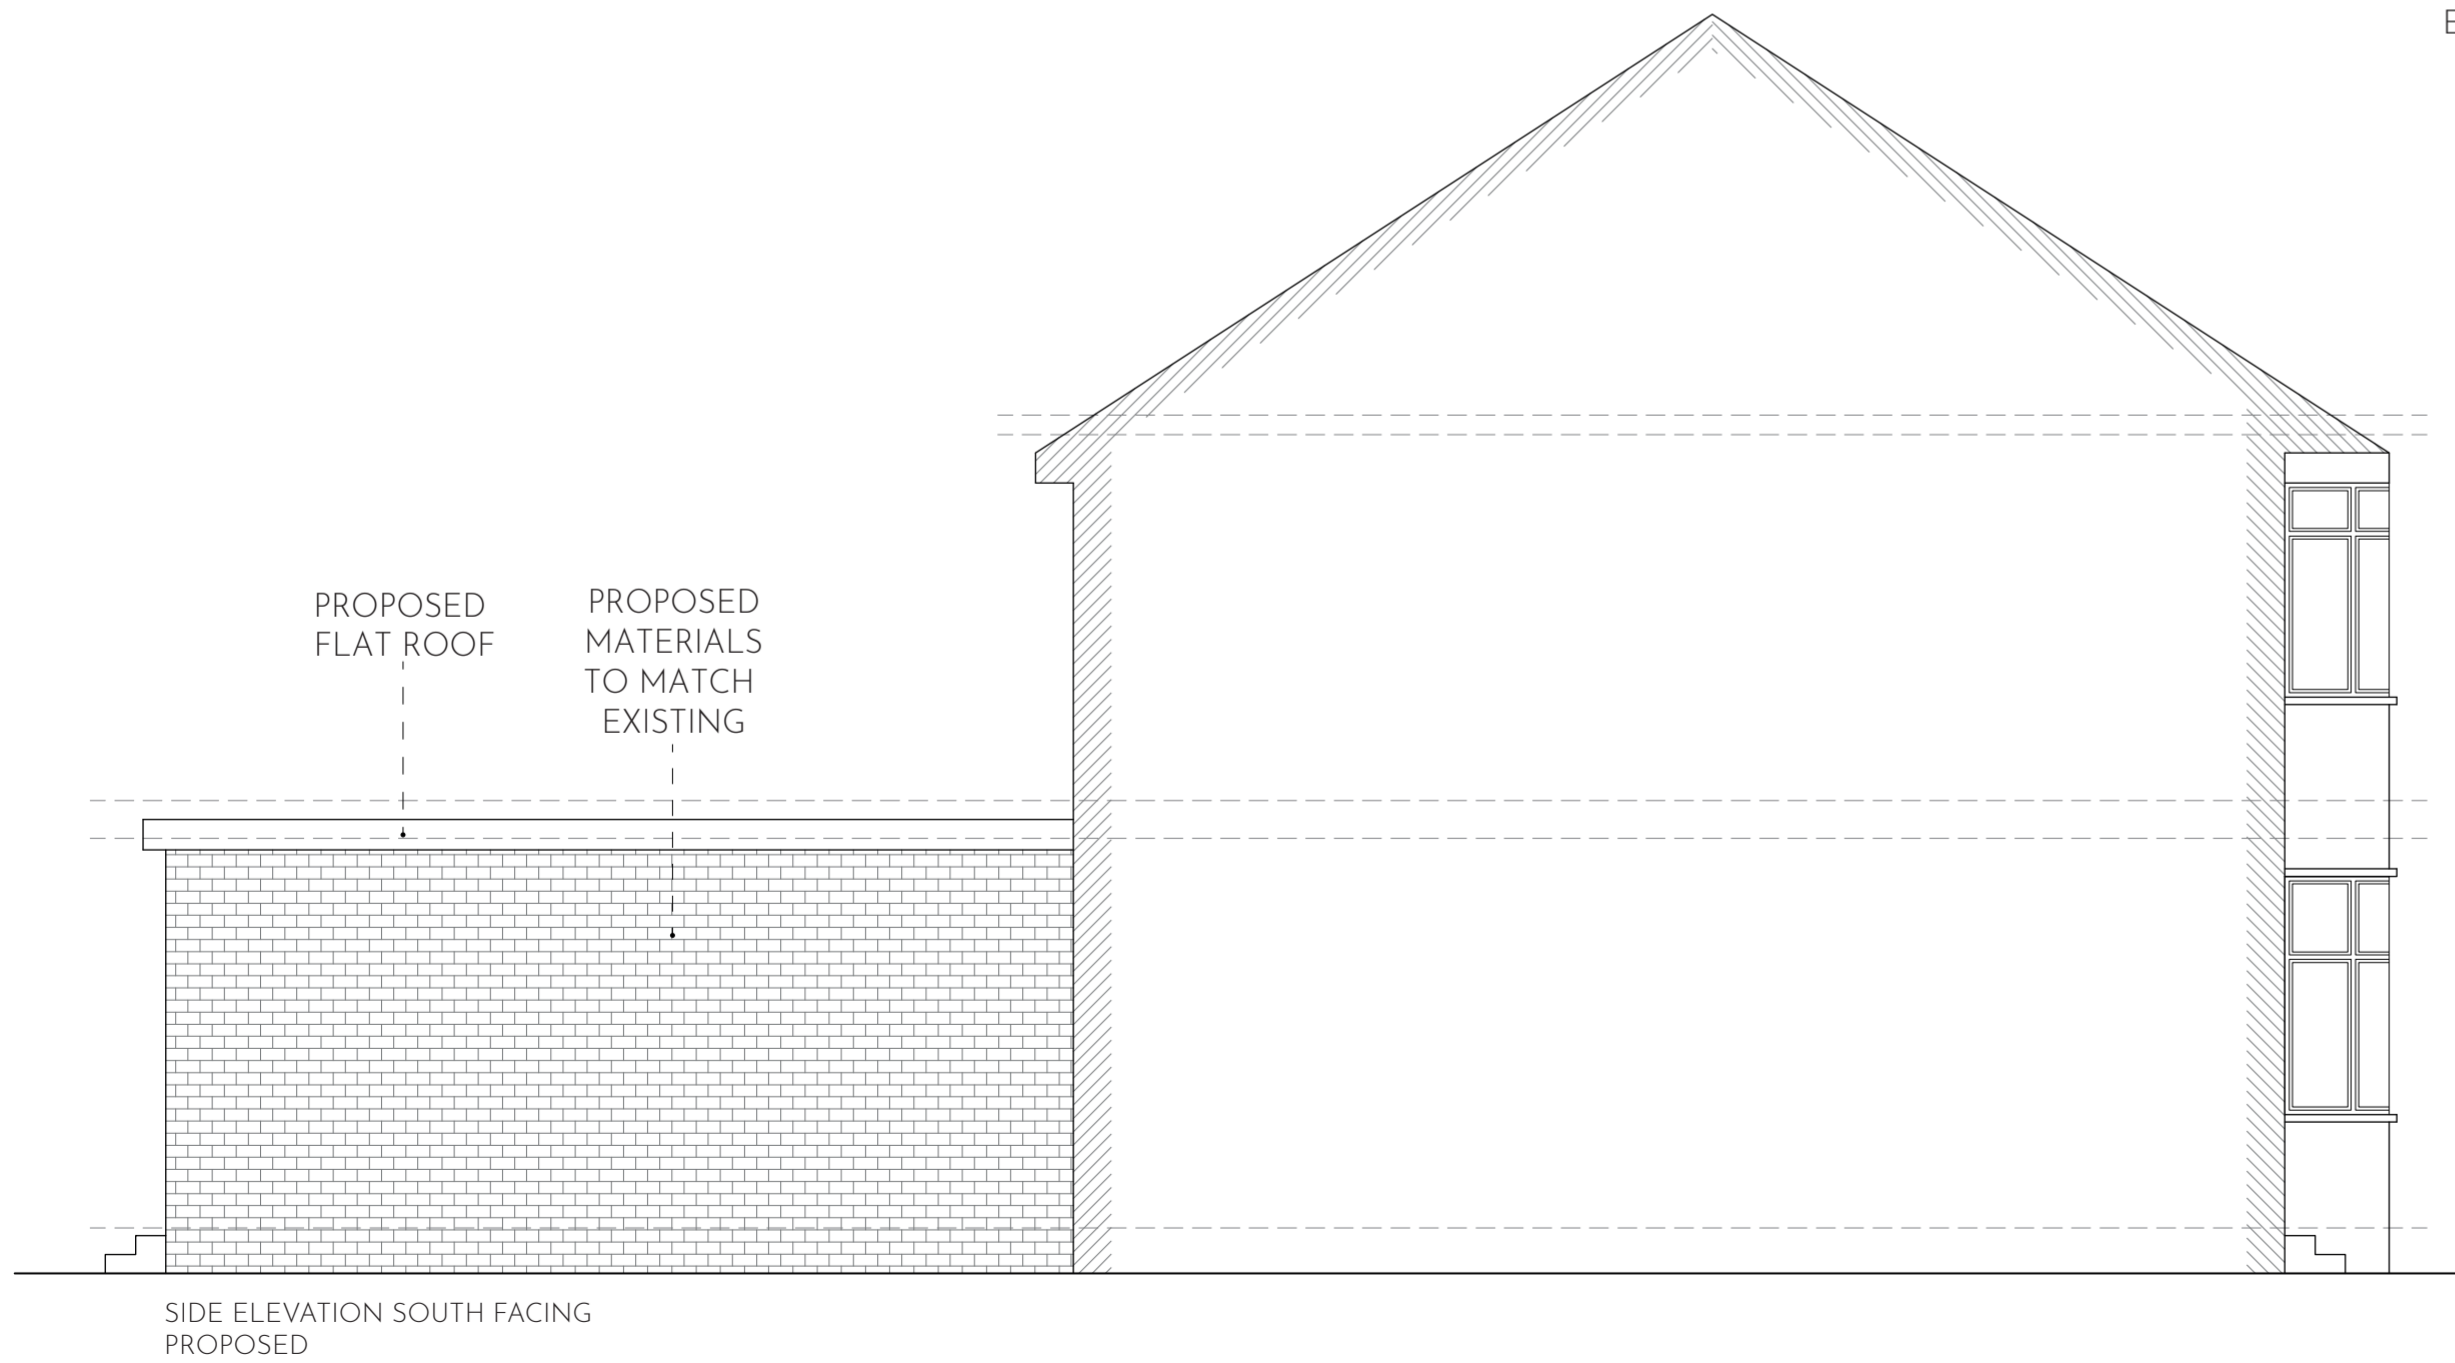 PROPOSED
FLAT ROOF
PROPOSED
MATERIALS
TO MATCH
EXISTING
SIDE ELEVATION SOUTH FACING
PROPOSED